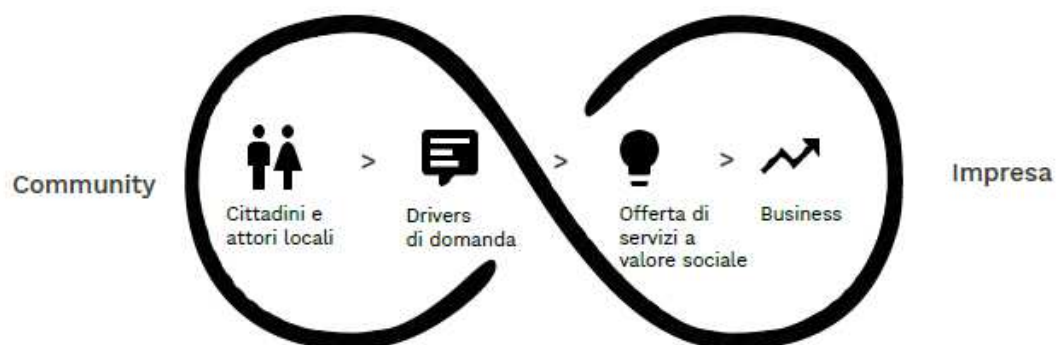 Community
Cittadini e
attori locali
>
Drivers
di domanda
>
Offerta di
servizi a
valore sociale
>
Business
Impresa